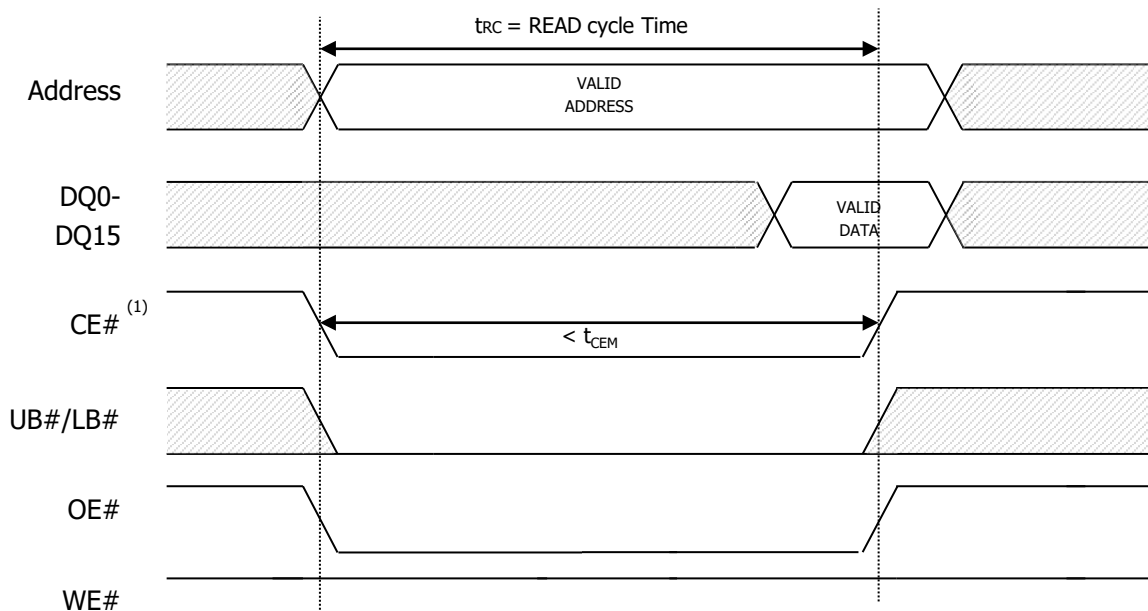 tRC = READ cycle Time
Address
VALID
ADDRESS
DQ0-
DQ15
VALID
DATA
CE# (1)
< tCEM
UB#/LB#
OE#
WE#